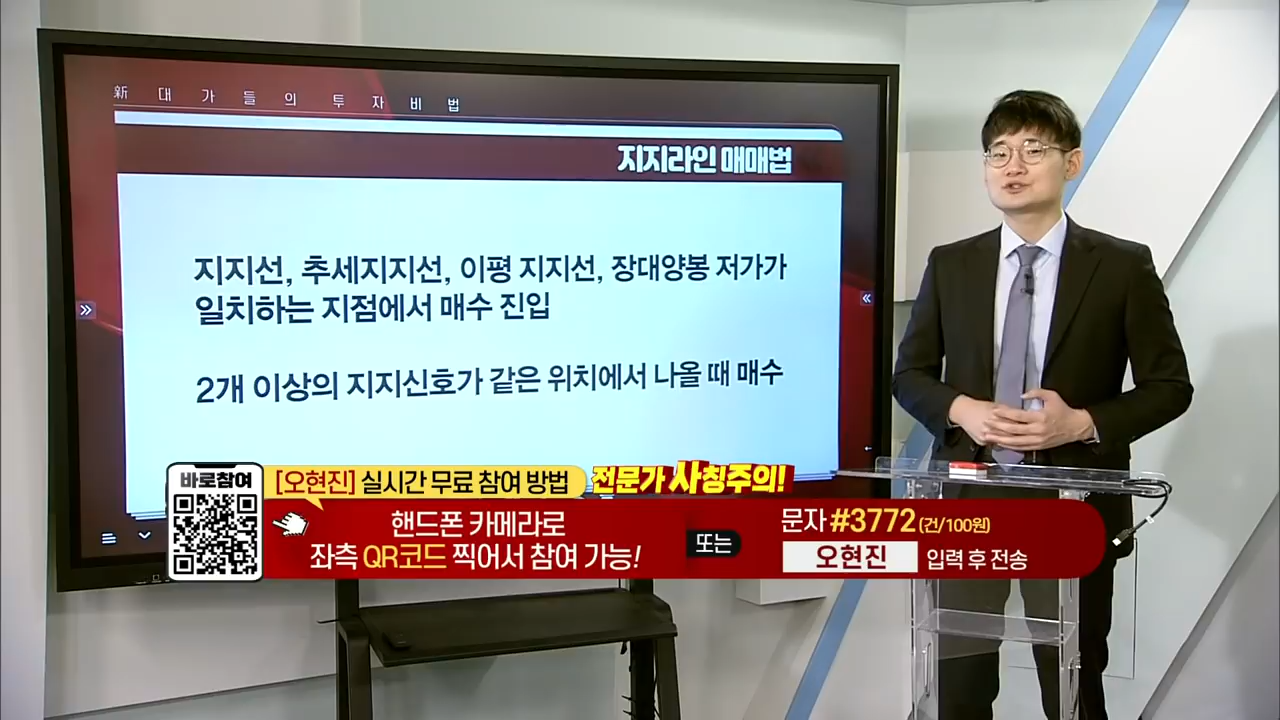 新 대가들의 투자비법
지지라인 매매법
지지선, 추세지지선, 이평 지지선, 장대양봉 저가가
일치하는 지점에서 매수 진입
2개 이상의 지지신호가 같은 위치에서 나올 때 매수
바로참여
[오현진] 실시간 무료 참여 방법
전문가 사칭주의!
핸드폰 카메라로
좌측 QR코드 찍어서 참여 가능!
또는
문자 #3772 (건/100원)
오현진 입력 후 전송